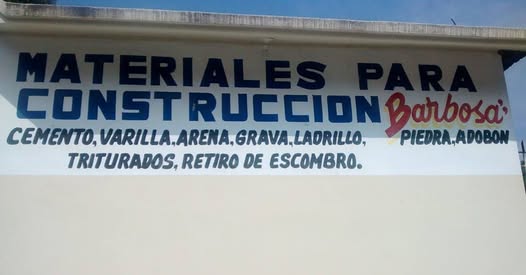 MATERIALES PARA
CONSTRUCCION Barbosa"
CEMENTO, VARILLA, ARENA, GRAVA, LADRILLO, PIEDRA, ADOBON
TRITURADOS, RETIRO DE ESCOMBRO.